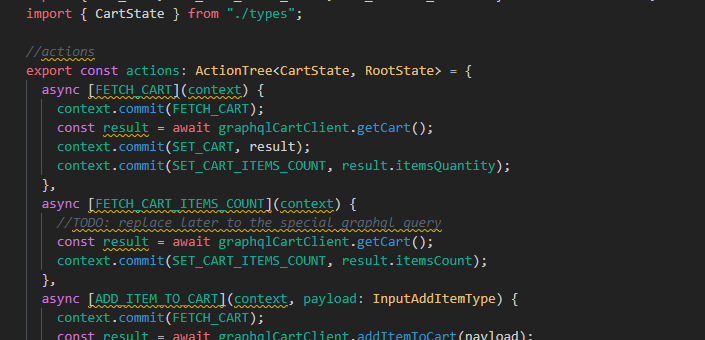 import { CartState } from "./types";
//actions
export const actions: ActionTree<CartState, RootState> = {
async [FETCH_CART](context) {
context.commit(FETCH_CART);
const result = await graphqlCartClient.getCart();
context.commit(SET_CART, result);
context.commit(SET_CART_ITEMS_COUNT, result.itemsQuantity);
},
async [FETCH_CART_ITEMS_COUNT](context) {
//TODO: replace later to the special graphql query
const result = await graphqlCartClient.getCart();
context.commit(SET_CART_ITEMS_COUNT, result.itemsCount);
},
async [ADD_ITEM_TO_CART](context, payload: InputAddItemType) {
context.commit(FETCH_CART);
const result = await graphqlCartClient.addItemToCart(payload);